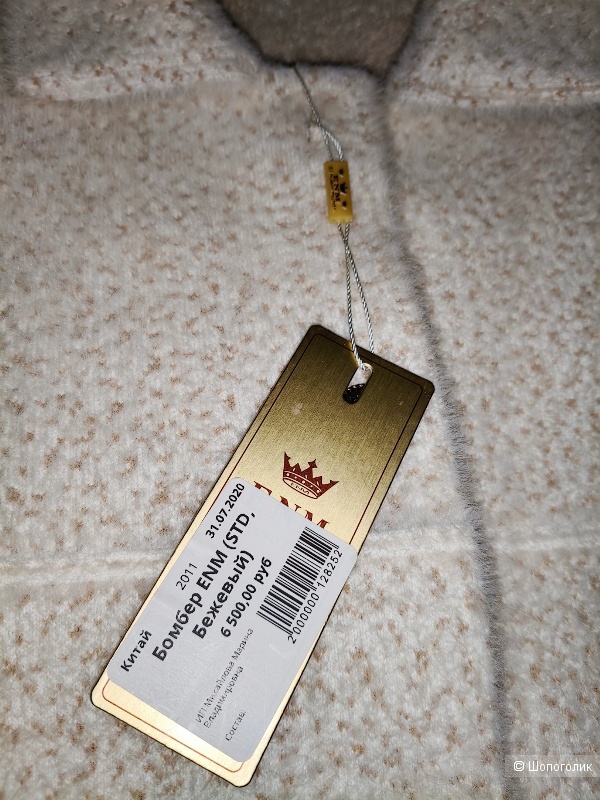 ENM
ENM
Китай
2011
31.07.2020
Бомбер ENM (STD,
Бежевый)
6 500,00 руб
2000000128252
ИП Михайлова Марина
Владимировна
Состав:
© Шопоголик